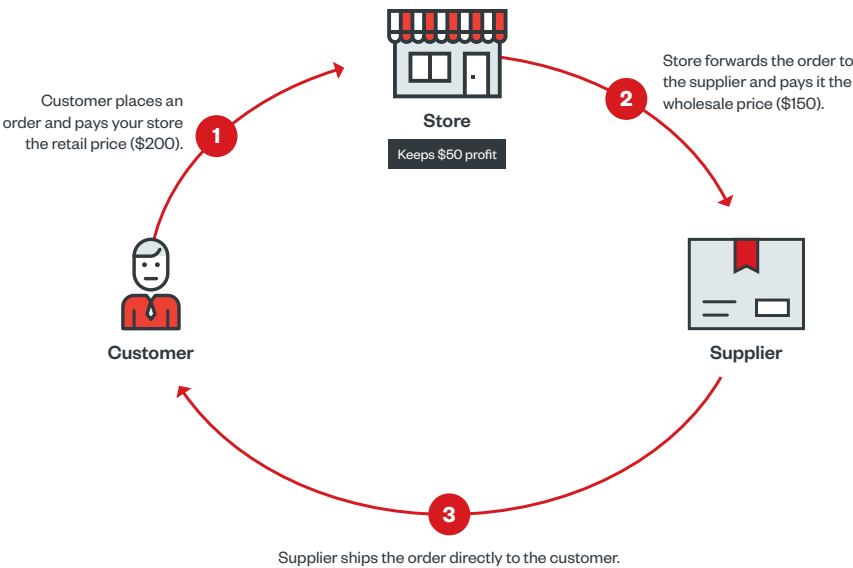 Customer places an
order and pays your store
the retail price ($200).
1
Store
Keeps $50 profit
2
Store forwards the order to
the supplier and pays it the
wholesale price ($150).
Customer
Supplier
3
Supplier ships the order directly to the customer.